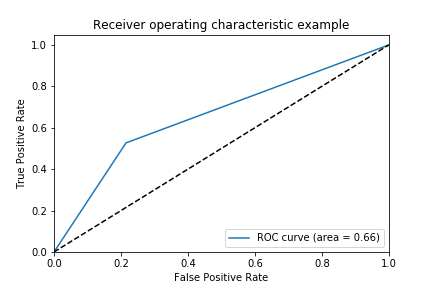 Receiver operating characteristic example
1.0
0.8
0.6
0.4
0.2
0.0
True Positive Rate
ROC curve (area = 0.66)
0.0 0.2 0.4 0.6 0.8 1.0
False Positive Rate